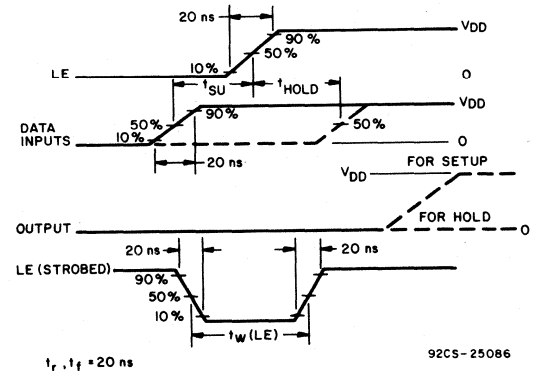 20 ns
VDD
90%
50%
10%
LE
tSU
tHOLD
0
VDD
90%
50%
50%
10%
DATA
INPUTS
0
20 ns
FOR SETUP
VDD
FOR HOLD
OUTPUT
0
20 ns
20 ns
LE (STROBED)
90%
50%
10%
tW(LE)
tr, tf = 20 ns
92CS-25086